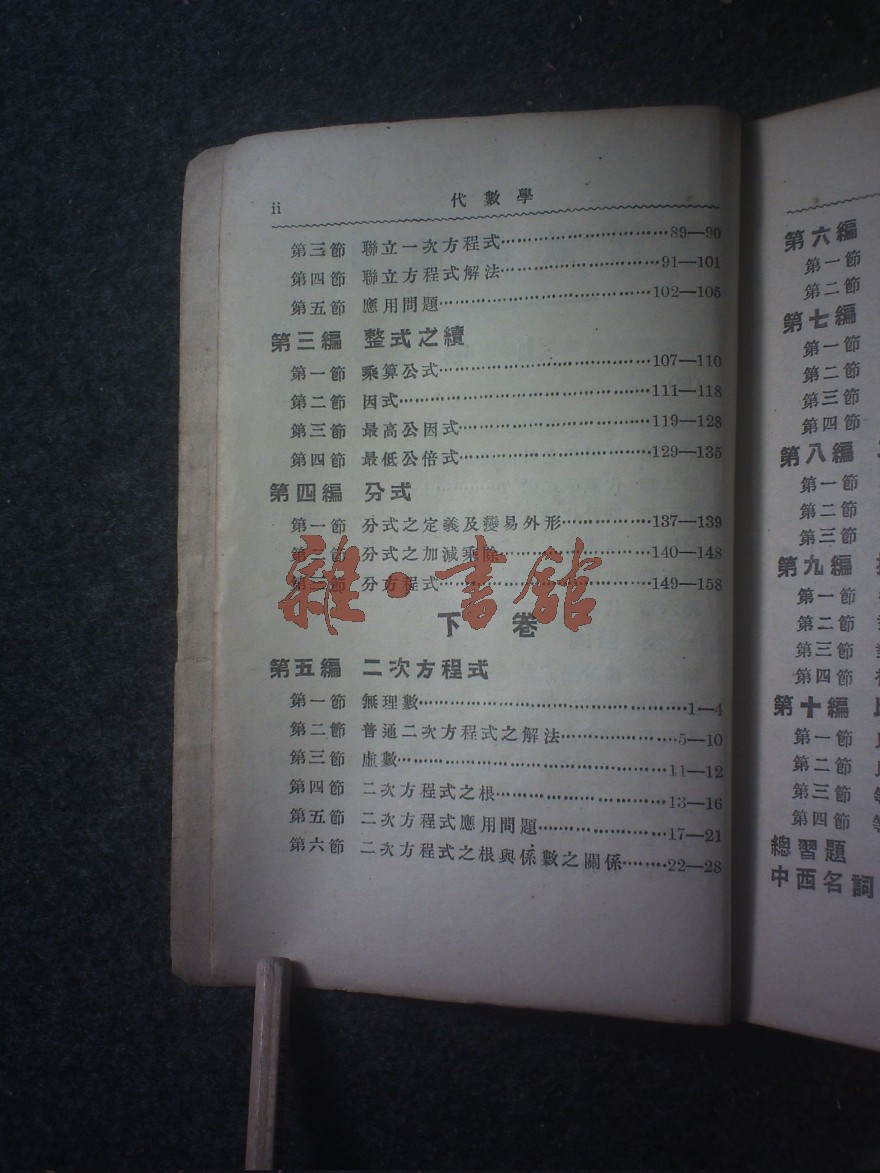 ii 代數學
第三節 聯立一次方程式……………………89—90
第四節 聯立方程式解法……………………91—101
第五節 應用問題……………………102—105
第三編 整式之續
第一節 乘算公式……………………107—110
第二節 因式……………………111—118
第三節 最高公因式……………………119—128
第四節 最低公倍式……………………129—135
第四編 分式
第一節 分式之定義及變易外形…………137—139
第二節 分式之加減乘除……………………140—148
第三節 分方程式……………………149—158
雜·書館
下卷
第五編 二次方程式
第一節 無理數……………………1—4
第二節 普通二次方程式之解法……………5—10
第三節 虛數……………………11—12
第四節 二次方程式之根……………………13—16
第五節 二次方程式應用問題……………17—21
第六節 二次方程式之根與係數之關係………22—28
第六編
第一節
第二節
第七編
第一節
第二節
第三節
第四節
第八編
第一節
第二節
第三節
第九編
第一節
第二節
第三節
第四節
第十編
第一節
第二節
第三節
第四節
總習題
中西名詞